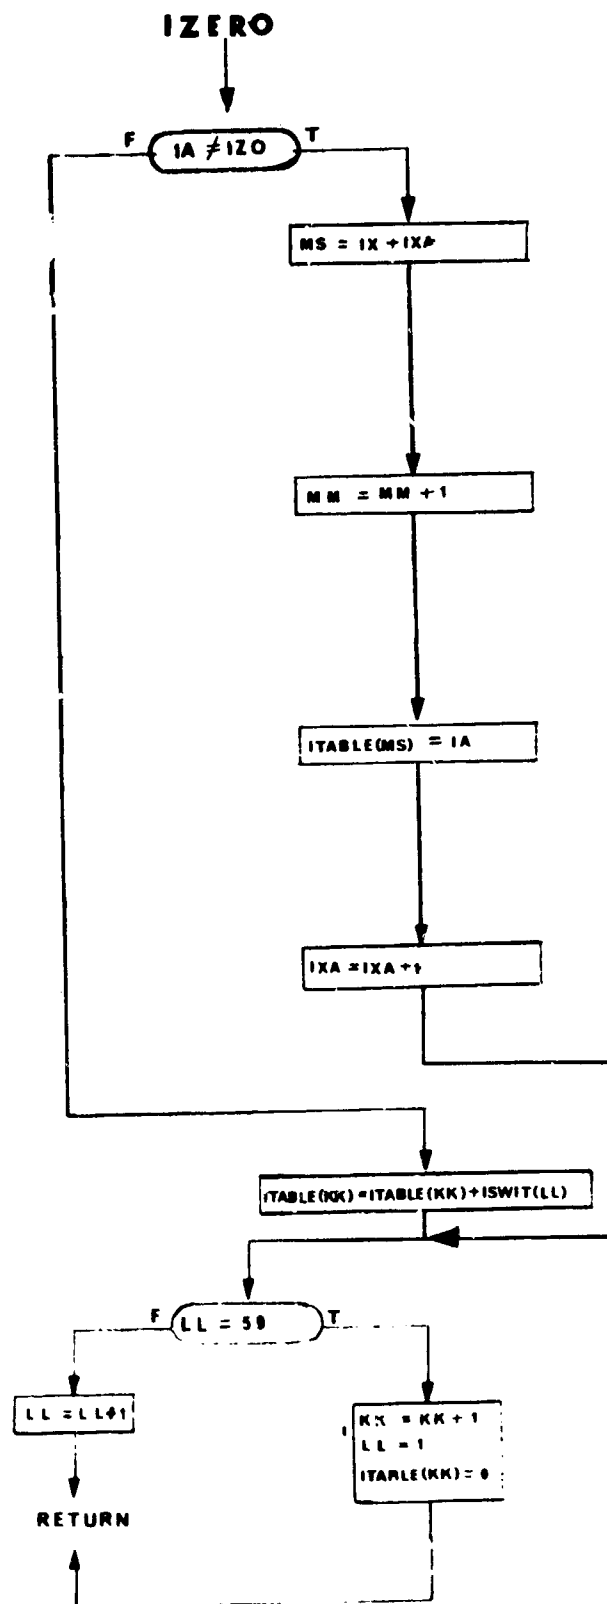 IZERO
F IA ≠ IZO T
MS = IX + IXA
MM = MM + 1
ITABLE(MS) = IA
IXA = IXA + 1
ITABLE(KK) = ITABLE(KK) + ISWIT(LL)
F LL = 59 T
LL = LL + 1
KK = KK + 1
LL = 1
ITABLE(KK) = 0
RETURN